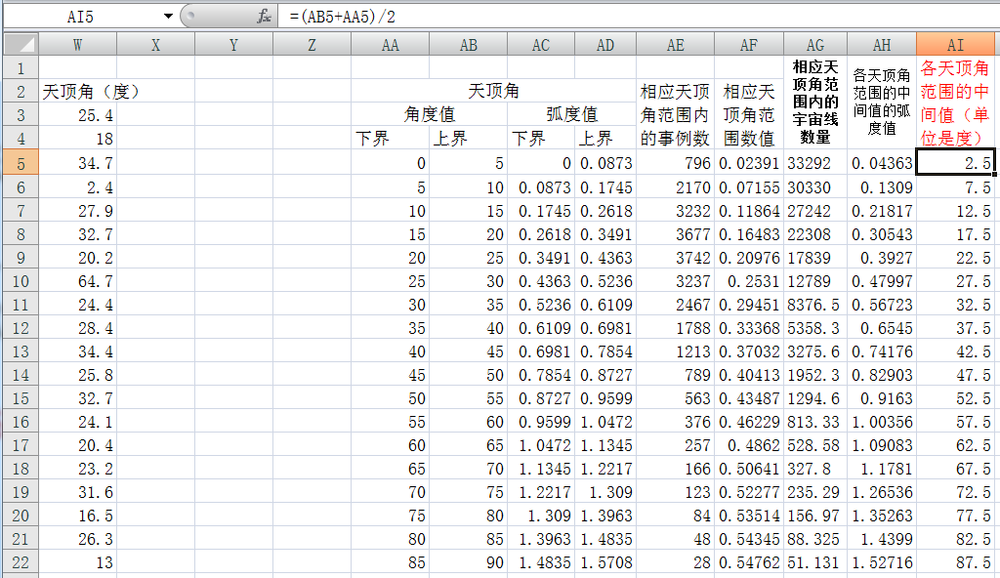 AI5 fx =(AB5+AA5)/2
W X Y Z AA AB AC AD AE AF AG AH AI
1 相应天顶角范围内的宇宙线数量 各天顶角范围的中间值的弧度值 各天顶角范围的中间值（单位是度）
2 天顶角（度） 天顶角 相应天顶角范围内的事例数 相应天顶角范围数值
3 25.4 角度值 弧度值
4 18 下界 上界 下界 上界
5 34.7 0 5 0 0.0873 796 0.02391 33292 0.04363 2.5
6 2.4 5 10 0.0873 0.1745 2170 0.07155 30330 0.1309 7.5
7 27.9 10 15 0.1745 0.2618 3232 0.11864 27242 0.21817 12.5
8 32.7 15 20 0.2618 0.3491 3677 0.16483 22308 0.30543 17.5
9 20.2 20 25 0.3491 0.4363 3742 0.20976 17839 0.3927 22.5
10 64.7 25 30 0.4363 0.5236 3237 0.2531 12789 0.47997 27.5
11 24.4 30 35 0.5236 0.6109 2467 0.29451 8376.5 0.56723 32.5
12 28.4 35 40 0.6109 0.6981 1788 0.33368 5358.3 0.6545 37.5
13 34.4 40 45 0.6981 0.7854 1213 0.37032 3275.6 0.74176 42.5
14 25.8 45 50 0.7854 0.8727 789 0.40413 1952.3 0.82903 47.5
15 32.7 50 55 0.8727 0.9599 563 0.43487 1294.6 0.9163 52.5
16 24.1 55 60 0.9599 1.0472 376 0.46229 813.33 1.00356 57.5
17 20.4 60 65 1.0472 1.1345 257 0.4862 528.58 1.09083 62.5
18 23.2 65 70 1.1345 1.2217 166 0.50641 327.8 1.1781 67.5
19 31.6 70 75 1.2217 1.309 123 0.52277 235.29 1.26536 72.5
20 16.5 75 80 1.309 1.3963 84 0.53514 156.97 1.35263 77.5
21 26.3 80 85 1.3963 1.4835 48 0.54345 88.325 1.4399 82.5
22 13 85 90 1.4835 1.5708 28 0.54762 51.131 1.52716 87.5